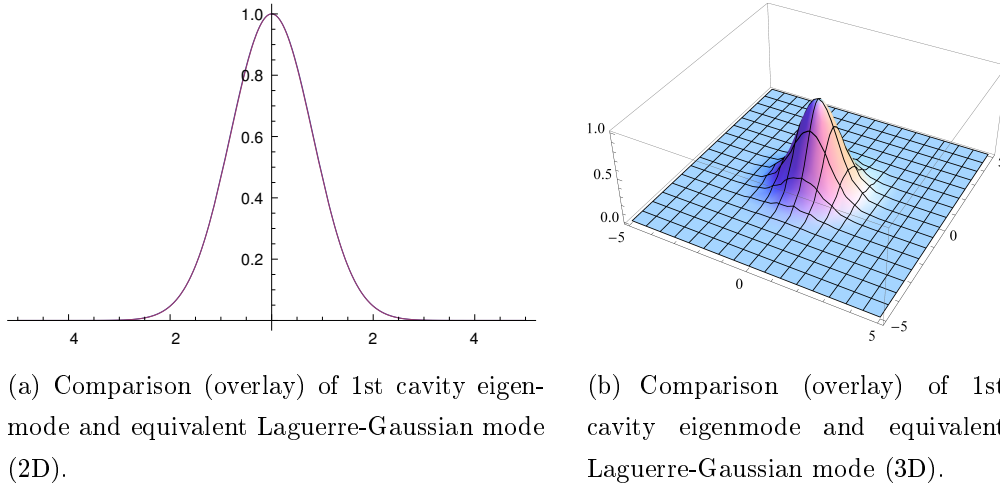 1.0
0.8
0.6
0.4
0.2
4 2 2 4
1.0
0.5
0.0
−5
0
5
−5
0
(a) Comparison (overlay) of 1st cavity eigen-
mode and equivalent Laguerre-Gaussian mode
(2D).
(b) Comparison (overlay) of 1st
cavity eigenmode and equivalent
Laguerre-Gaussian mode (3D).